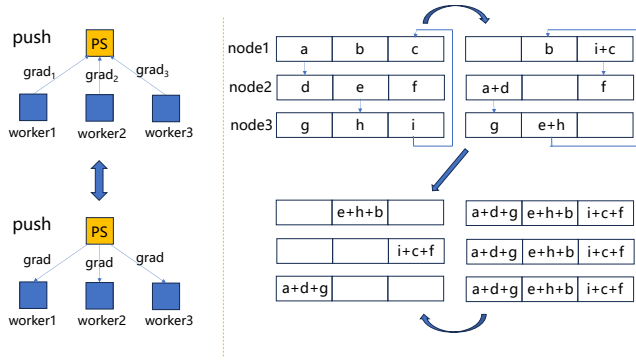 push
PS
grad1
grad2
grad3
worker1 worker2 worker3
push
PS
grad grad grad
worker1 worker2 worker3
node1 a b c
node2 d e f
node3 g h i
b i+c
a+d f
g e+h
e+h+b
i+c+f
a+d+g
a+d+g e+h+b i+c+f
a+d+g e+h+b i+c+f
a+d+g e+h+b i+c+f